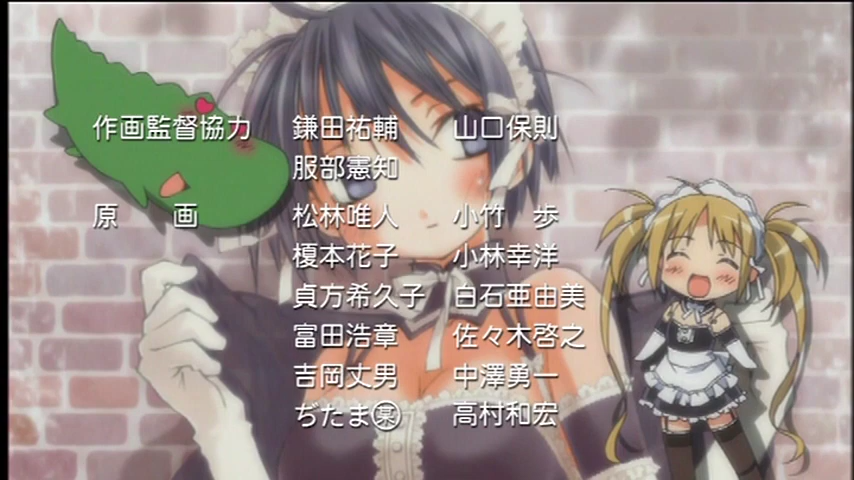 作画監督協力 鎌田祐輔 山口保則
服部憲知
原 画 松林唯人 小竹 歩
榎本花子 小林幸洋
貞方希久子 白石亜由美
富田浩章 佐々木啓之
吉岡丈男 中澤勇一
ぢたま㊙ 高村和宏